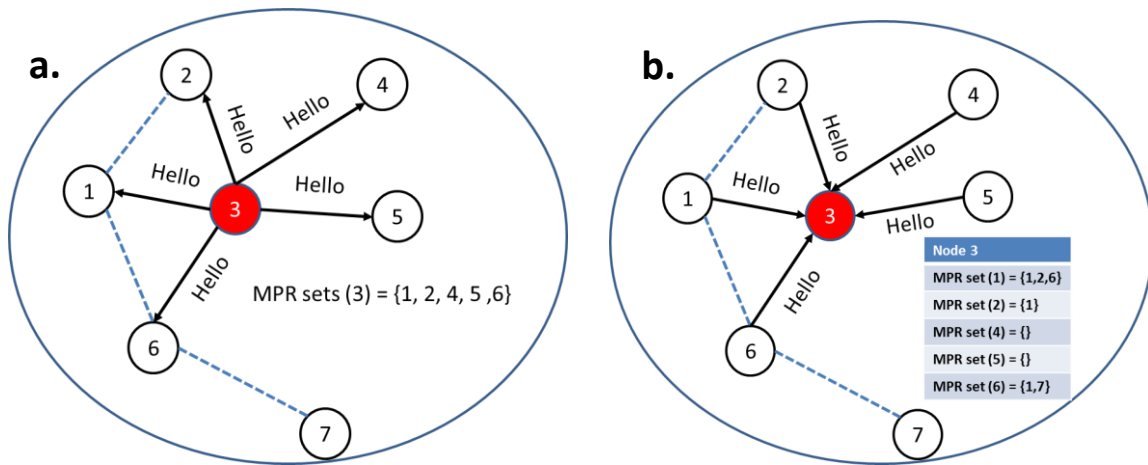 a.
2
4
Hello
Hello
1
Hello
3
Hello
5
Hello
MPR sets (3) = {1, 2, 4, 5 ,6}
6
7
b.
2
4
Hello
Hello
1
Hello
3
5
Hello
Hello
6
7
Node 3
MPR set (1) = {1,2,6}
MPR set (2) = {1}
MPR set (4) = {}
MPR set (5) = {}
MPR set (6) = {1,7}